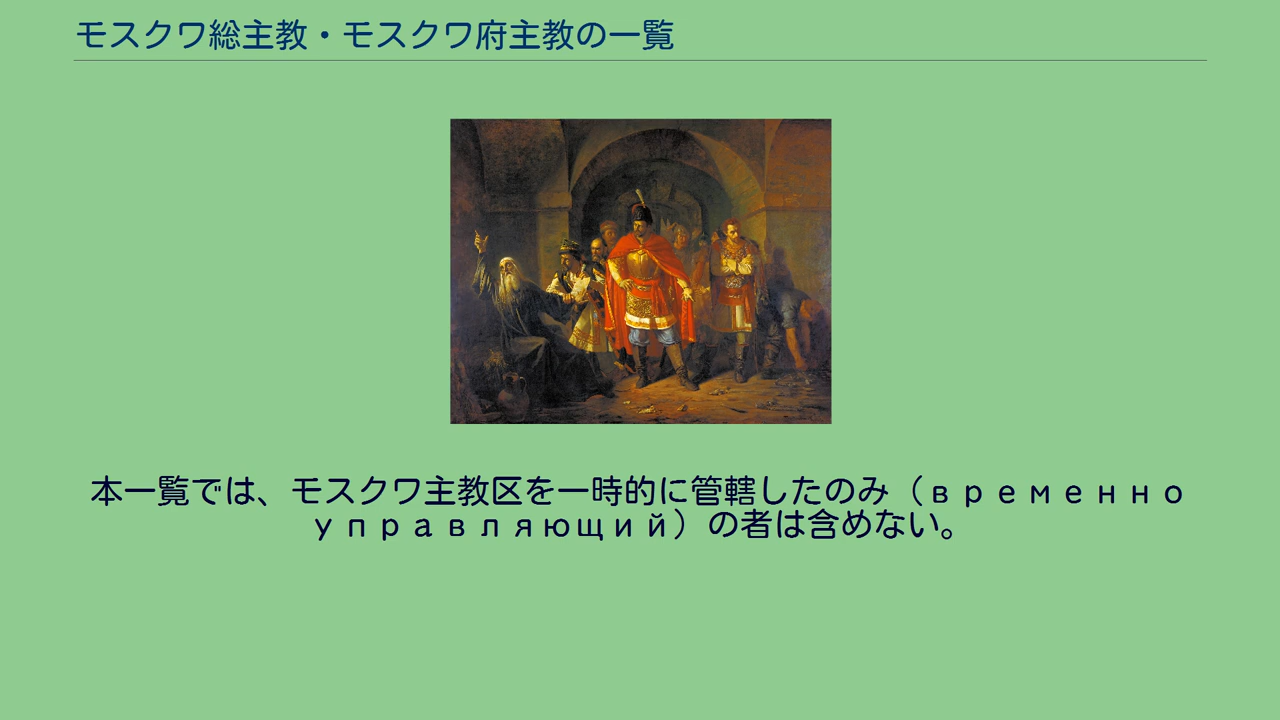 モスクワ総主教・モスクワ府主教の一覧
本一覧では、モスクワ主教区を一時的に管轄したのみ（временно
управляющий）の者は含めない。